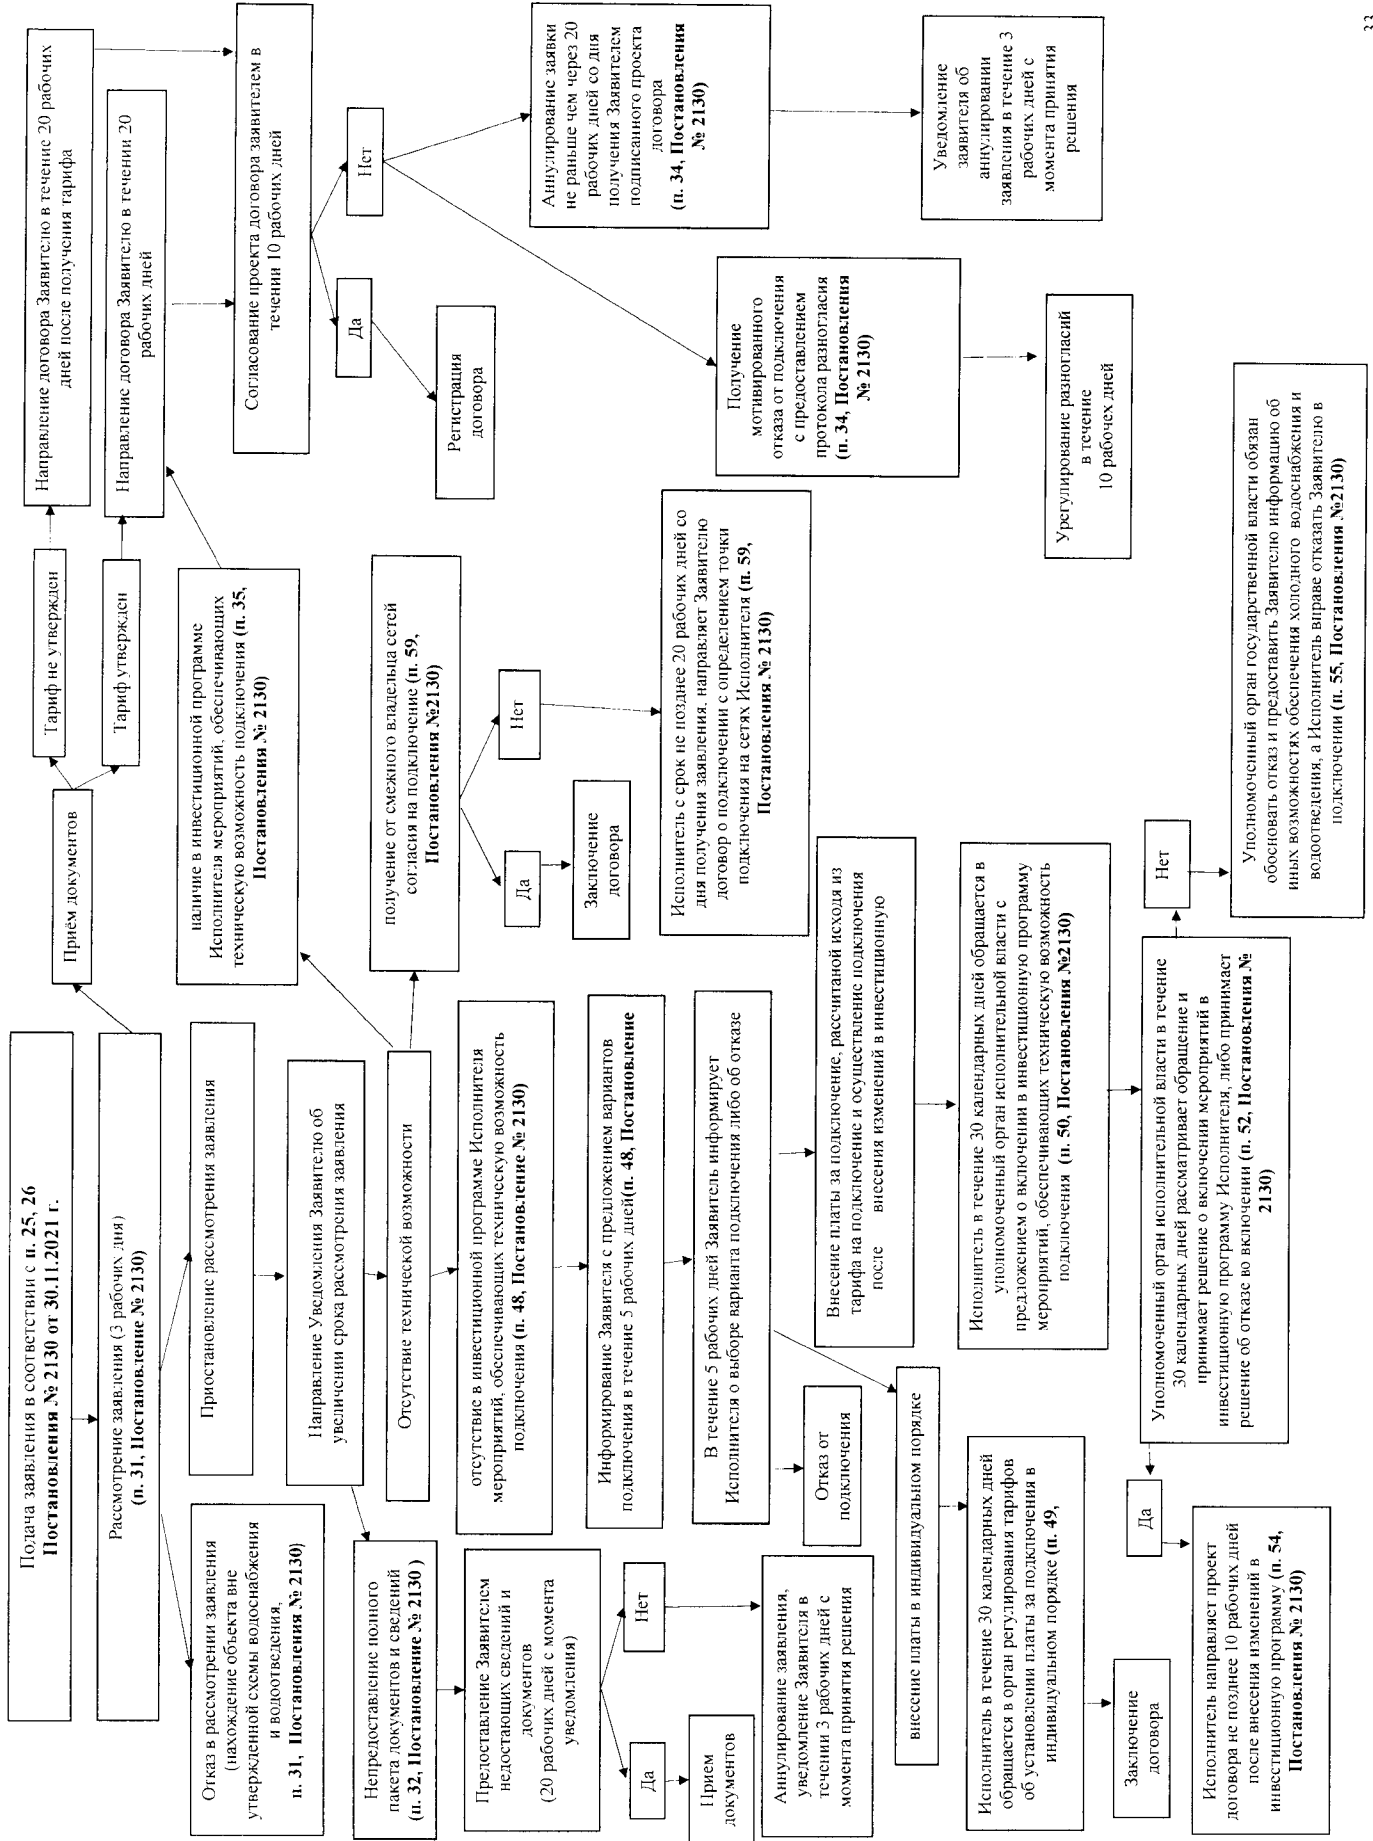 Подача заявления в соответствии с п. 25, 26
Постановления № 2130 от 30.11.2021 г.
Рассмотрение заявления (3 рабочих дня)
(п. 31, Постановление № 2130)
Отказ в рассмотрении заявления
(нахождение объекта вне
утвержденной схемы водоснабжения
и водоотведения,
п. 31, Постановления № 2130)
Приостановление рассмотрения заявления
Приём документов
Тариф не утвержден
Тариф утвержден
Направление договора Заявителю в течение 20 рабочих
дней после получения тарифа
Направление договора Заявителю в течении 20
рабочих дней
Направление Уведомления Заявителю об
увеличении срока рассмотрения заявления
наличие в инвестиционной программе
Исполнителя мероприятий, обеспечивающих
техническую возможность подключения (п. 35,
Постановления № 2130)
Согласование проекта договора заявителем в
течении 10 рабочих дней
Да
Нет
Регистрация
договора
Непредоставление полного
пакета документов и сведений
(п. 32, Постановление № 2130 )
Отсутствие технической возможности
получение от смежного владельца сетей
согласия на подключение (п. 59,
Постановления №2130)
Да
Нет
Заключение
договора
Предоставление Заявителем
недостающих сведений и
документов
(20 рабочих дней с момента
уведомления)
Да
Нет
Прием
документов
Аннулирование заявления,
уведомление Заявителя в
течении 3 рабочих дней с
момента принятия решения
отсутствие в инвестиционной программе Исполнителя
мероприятий, обеспечивающих техническую возможность
подключения (п. 48, Постановление № 2130)
Информирование Заявителя с предложением вариантов
подключения в течение 5 рабочих дней(п. 48, Постановление
В течение 5 рабочих дней Заявитель информирует
Исполнителя о выборе варианта подключения либо об отказе
Отказ от
подключения
Исполнитель с срок не позднее 20 рабочих дней со
дня получения заявления, направляет Заявителю
договор о подключении с определением точки
подключения на сетях Исполнителя (п. 59,
Постановления № 2130)
Аннулирование заявки
не раньше чем через 20
рабочих дней со дня
получения Заявителем
подписанного проекта
договора
(п. 34, Постановления
№ 2130)
Получение
мотивированного
отказа от подключения
с предоставлением
протокола разногласия
(п. 34, Постановления
№ 2130)
Уведомление
заявителя об
аннулировании
заявления в течение 3
рабочих дней с
момента принятия
решения
Урегулирование разногласий
в течение
10 рабочех дней
внесение платы в индивидуальном порядке
Внесение платы за подключение, рассчитаной исходя из
тарифа на подключение и осуществление подключения
после внесения изменений в инвестиционную
Исполнитель в течение 30 календарных дней
обращается в орган регулирования тарифов
об установлении платы за подключения в
индивидуальном порядке (п. 49,
Заключение
договора
Исполнитель в течение 30 календарных дней обращается в
уполномоченный орган исполнительной власти с
предложением о включении в инвестиционную программу
мероприятий, обеспечивающих техническую возможность
подключения (п. 50, Постановления №2130)
Уполномоченный орган исполнительной власти в течение
30 календарных дней рассматривает обращение и
принимает решение о включении мероприятий в
инвестиционную программу Исполнителя, либо принимает
решение об отказе во включении (п. 52, Постановления №
2130)
Да
Нет
Исполнитель направляет проект
договора не позднее 10 рабочих дней
после внесения изменений в
инвестиционную программу (п. 54,
Постановления № 2130)
Уполномоченный орган государственной власти обязан
обосновать отказ и предоставить Заявителю информацию об
иных возможностях обеспечения холодного водоснабжения и
водоотведения, а Исполнитель вправе отказать Заявителю в
подключении (п. 55, Постановления №2130)